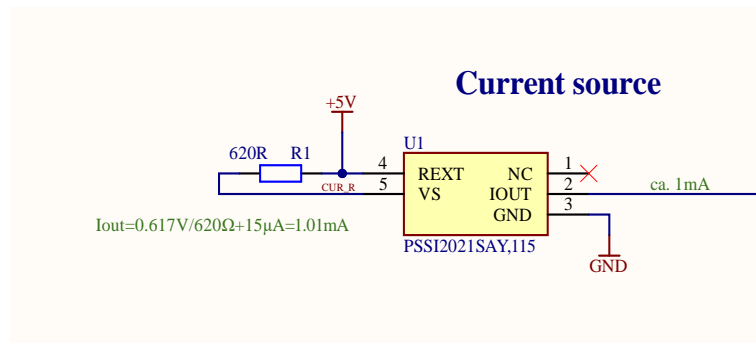 Current source
+5V
U1
620R R1
4 REXT NC 1
CUR_R
5 VS IOUT 2
ca. 1mA
GND 3
Iout=0.617V/620Ω+15µA=1.01mA
PSSI2021SAY,115
GND